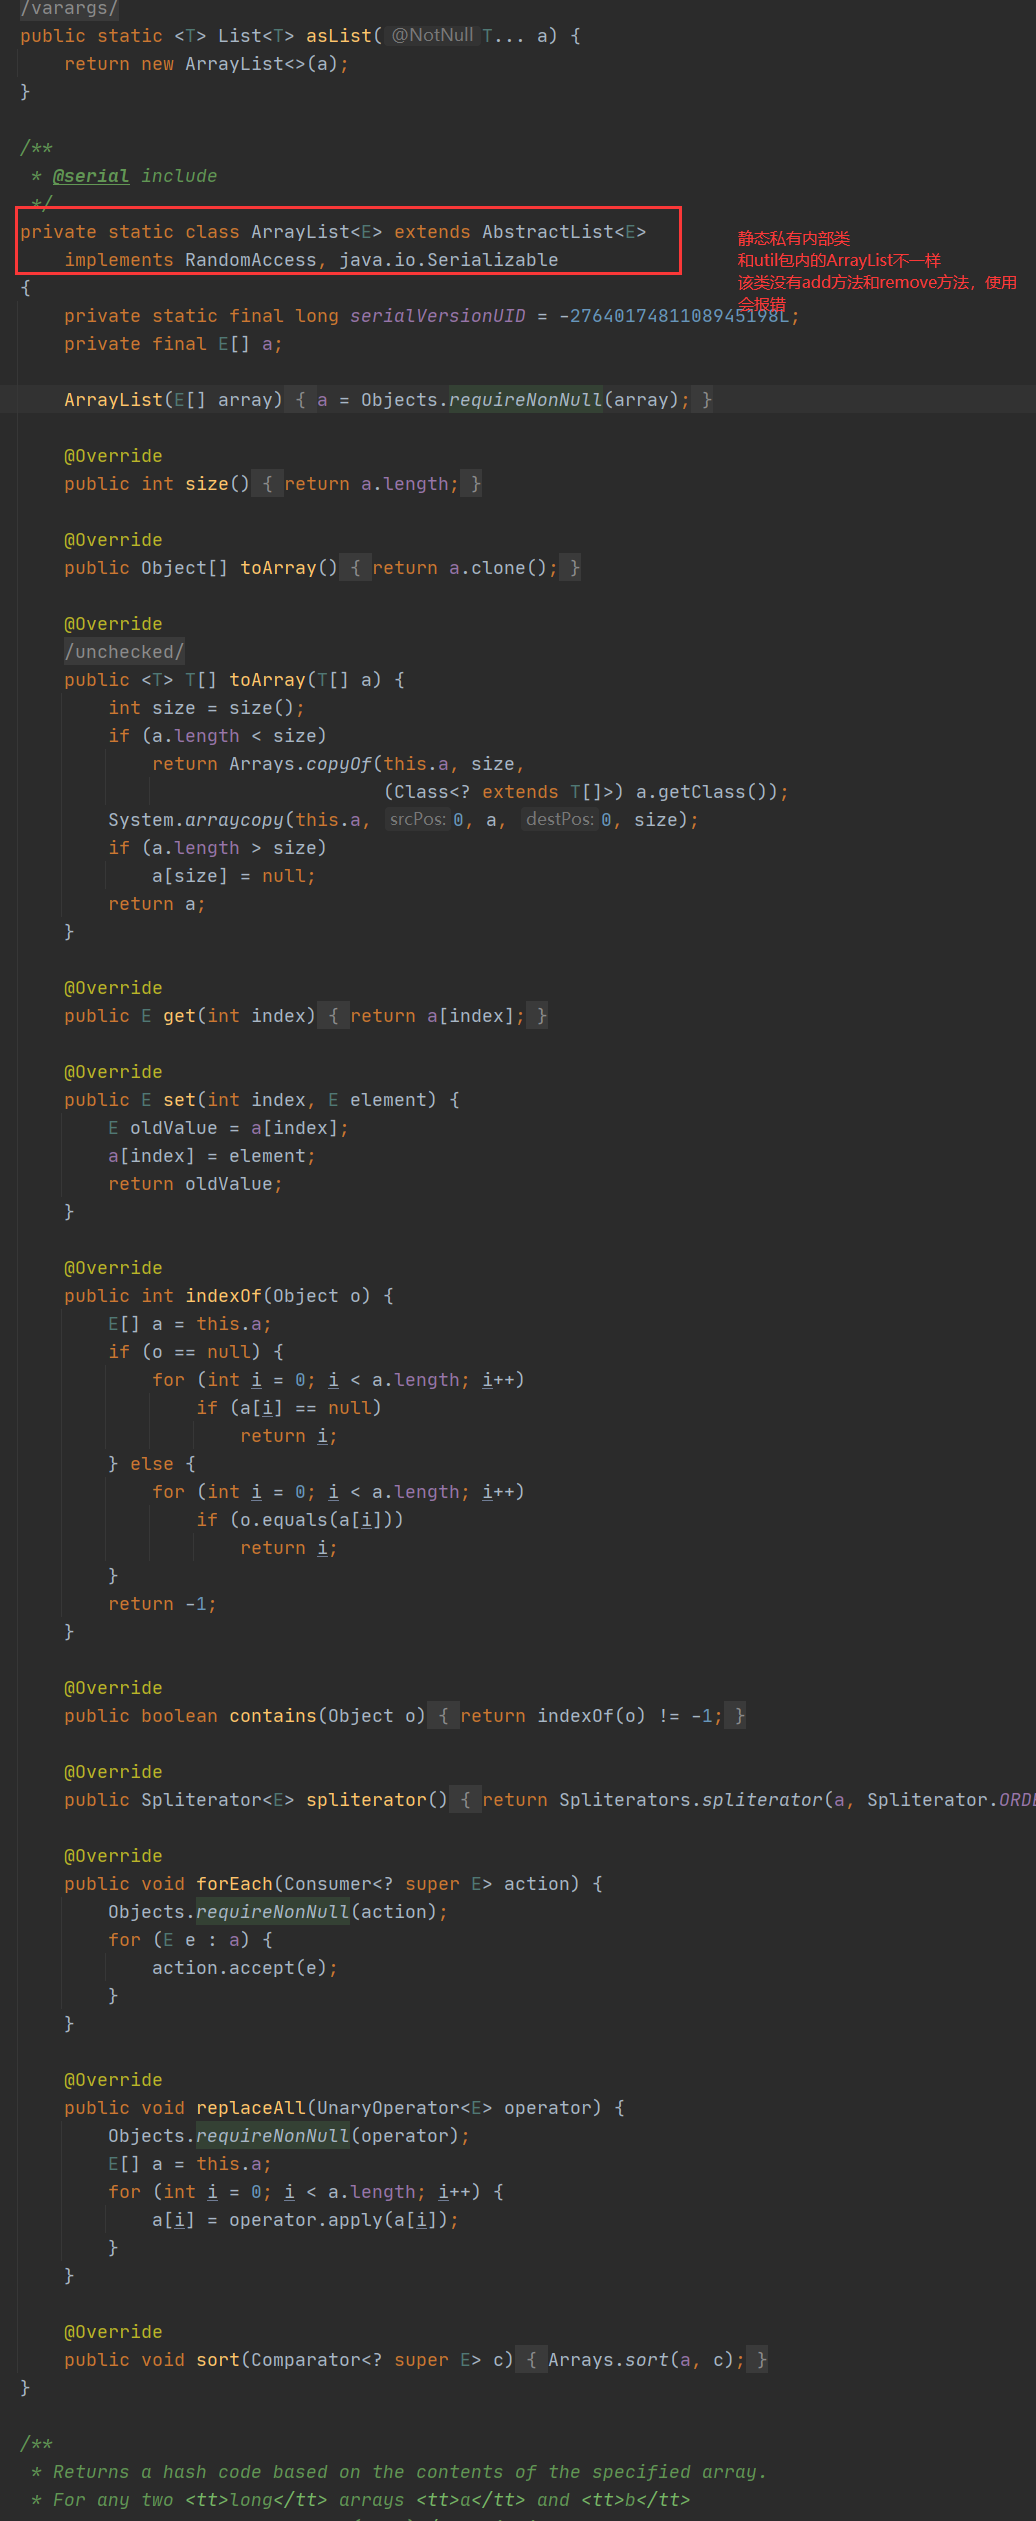 /varargs/
public static <T> List<T> asList( @NotNull T... a) {
    return new ArrayList<>(a);
}

/**
 * @serial include
 */
private static class ArrayList<E> extends AbstractList<E>
    implements RandomAccess, java.io.Serializable
静态私有内部类
和util包内的ArrayList不一样
该类没有add方法和remove方法，使用
会报错
{
    private static final long serialVersionUID = -2764017481108945198L;
    private final E[] a;

    ArrayList(E[] array) { a = Objects.requireNonNull(array); }

    @Override
    public int size() { return a.length; }

    @Override
    public Object[] toArray() { return a.clone(); }

    @Override
    /unchecked/
    public <T> T[] toArray(T[] a) {
        int size = size();
        if (a.length < size)
            return Arrays.copyOf(this.a, size,
                                 (Class<? extends T[]>) a.getClass());
        System.arraycopy(this.a, srcPos: 0, a, destPos: 0, size);
        if (a.length > size)
            a[size] = null;
        return a;
    }

    @Override
    public E get(int index) { return a[index]; }

    @Override
    public E set(int index, E element) {
        E oldValue = a[index];
        a[index] = element;
        return oldValue;
    }

    @Override
    public int indexOf(Object o) {
        E[] a = this.a;
        if (o == null) {
            for (int i = 0; i < a.length; i++)
                if (a[i] == null)
                    return i;
        } else {
            for (int i = 0; i < a.length; i++)
                if (o.equals(a[i]))
                    return i;
        }
        return -1;
    }

    @Override
    public boolean contains(Object o) { return indexOf(o) != -1; }

    @Override
    public Spliterator<E> spliterator() { return Spliterators.spliterator(a, Spliterator.ORDE

    @Override
    public void forEach(Consumer<? super E> action) {
        Objects.requireNonNull(action);
        for (E e : a) {
            action.accept(e);
        }
    }

    @Override
    public void replaceAll(UnaryOperator<E> operator) {
        Objects.requireNonNull(operator);
        E[] a = this.a;
        for (int i = 0; i < a.length; i++) {
            a[i] = operator.apply(a[i]);
        }
    }

    @Override
    public void sort(Comparator<? super E> c) { Arrays.sort(a, c); }
}

/**
 * Returns a hash code based on the contents of the specified array.
 * For any two <tt>long</tt> arrays <tt>a</tt> and <tt>b</tt>